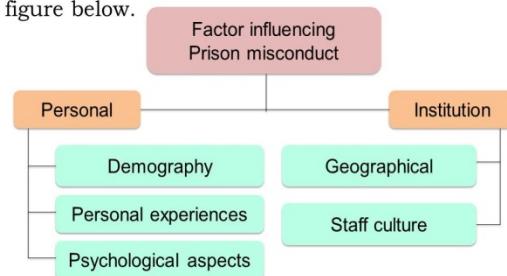 figure below.
Factor influencing
Prison misconduct
Personal
Institution
Demography
Geographical
Personal experiences
Staff culture
Psychological aspects